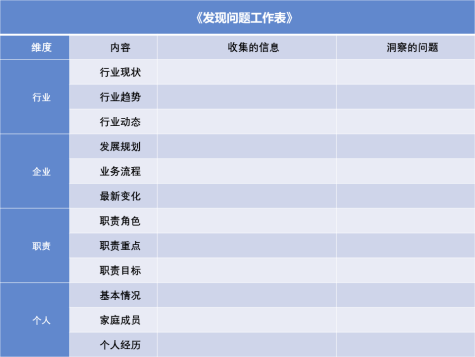 《发现问题工作表》
维度 内容 收集的信息 洞察的问题
行业 行业现状
行业趋势
行业动态
企业 发展规划
业务流程
最新变化
职责 职责角色
职责重点
职责目标
个人 基本情况
家庭成员
个人经历